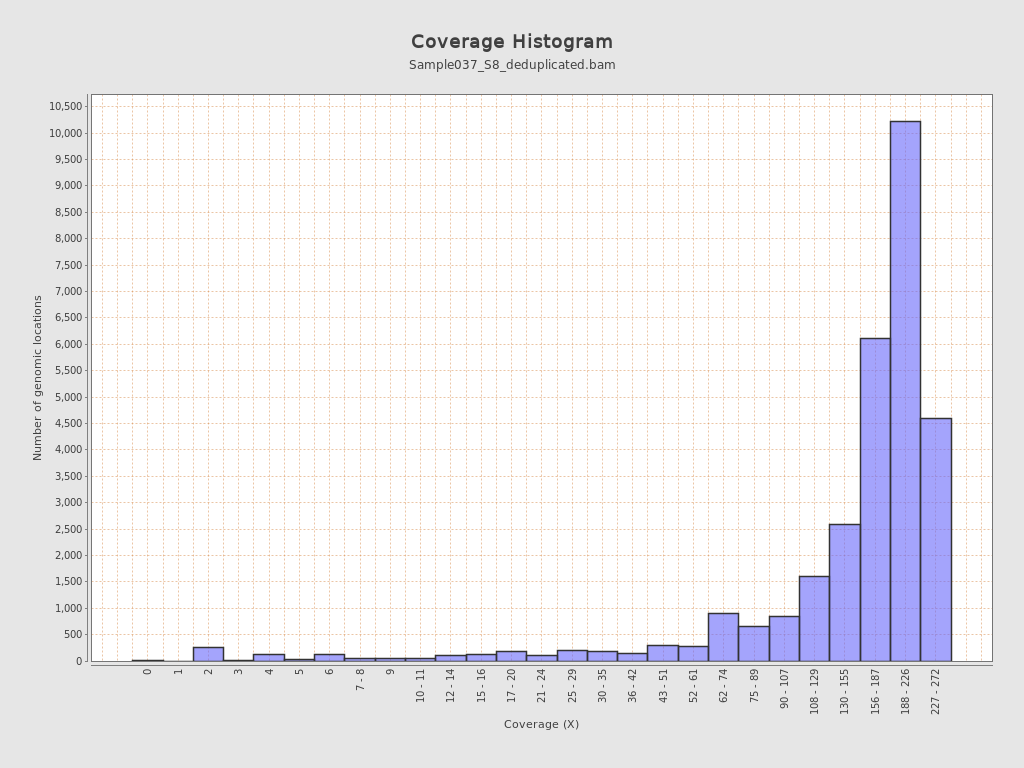 Coverage Histogram
Sample037_S8_deduplicated.bam
Number of genomic locations
10,500
10,000
9,500
9,000
8,500
8,000
7,500
7,000
6,500
6,000
5,500
5,000
4,500
4,000
3,500
3,000
2,500
2,000
1,500
1,000
500
0
0
1
2
3
4
5
6
7 - 8
9
10 - 11
12 - 14
15 - 16
17 - 20
21 - 24
25 - 29
30 - 35
36 - 42
43 - 51
52 - 61
62 - 74
75 - 89
90 - 107
108 - 129
130 - 155
156 - 187
188 - 226
227 - 272
Coverage (X)